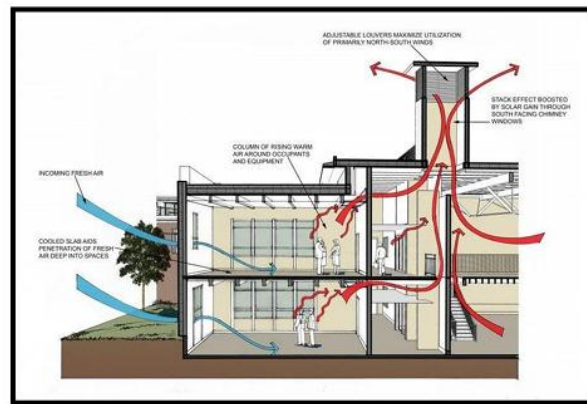 ADJUSTABLE LOUVERS MAXIMIZE UTILIZATION
OF PRIMARILY NORTH-SOUTH WINDS
STACK EFFECT BOOSTED
BY SOLAR GAIN THROUGH
SOUTH FACING CHIMNEY
WINDOWS
COLUMN OF RISING WARM
AIR AROUND OCCUPANTS
AND EQUIPMENT
INCOMING FRESH AIR
COOLED SLAB AIDS
PENETRATION OF FRESH
AIR DEEP INTO SPACES